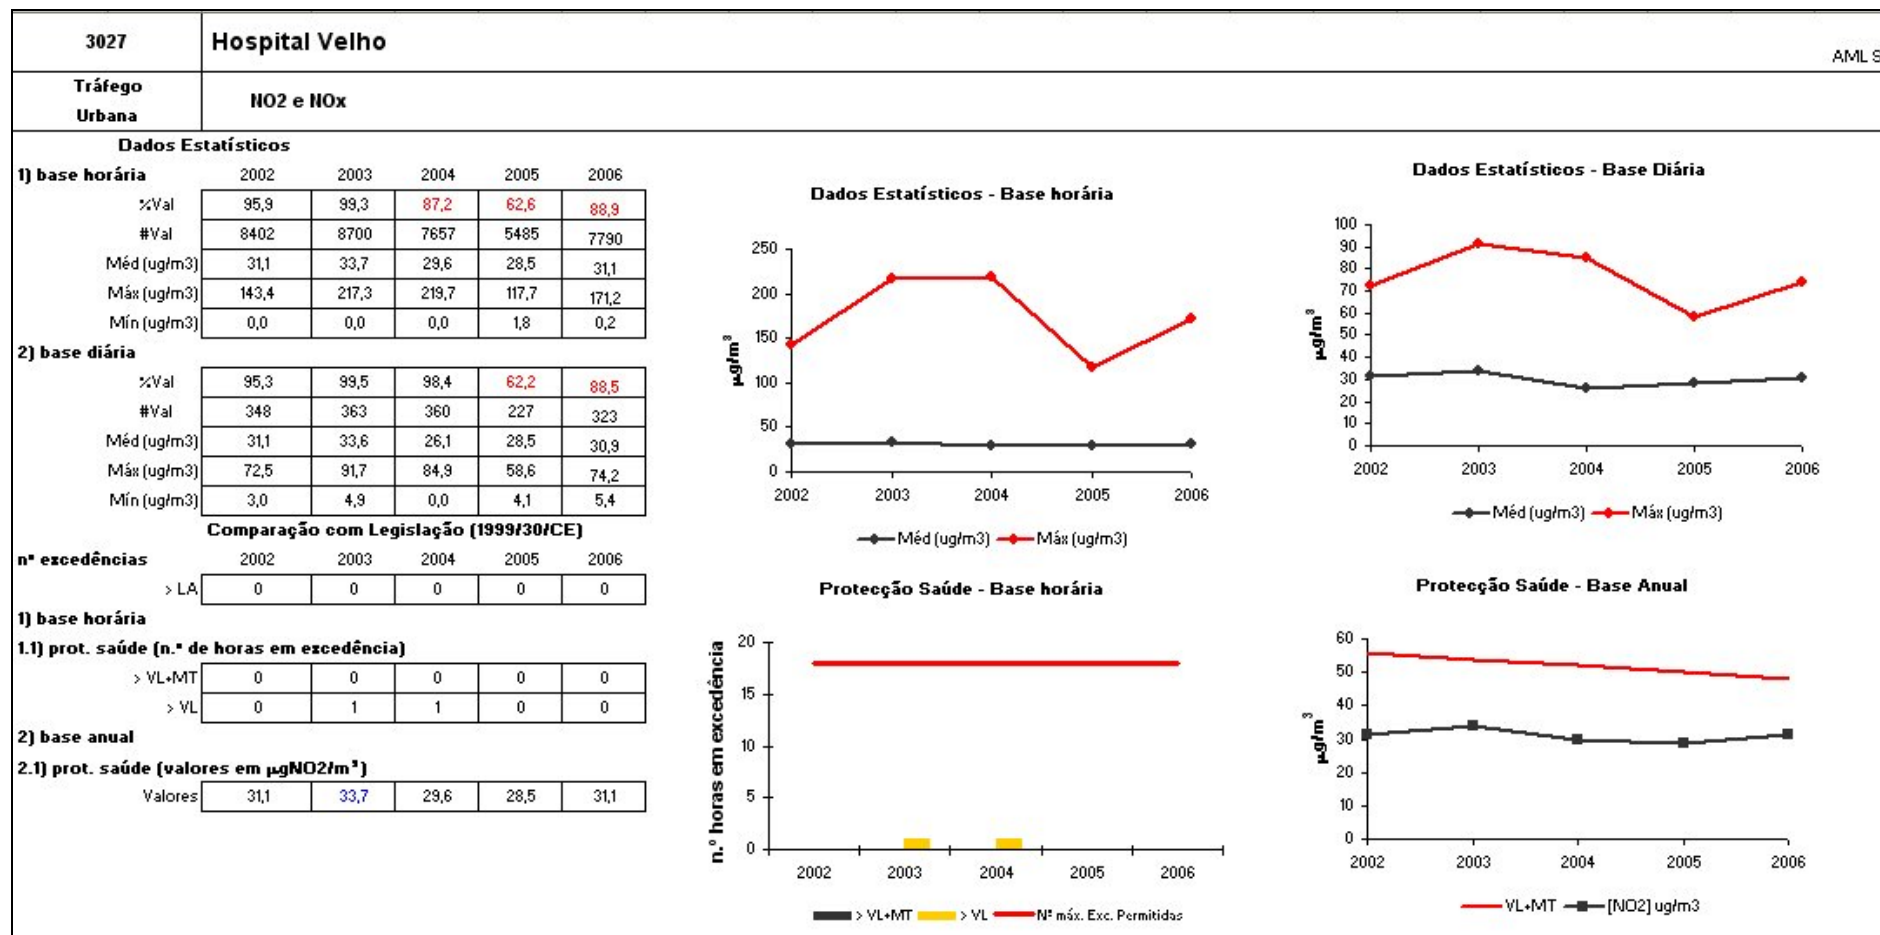 3027 Hospital Velho
AML S
Tráfego
Urbana
NO2 e NOx
Dados Estatísticos
1) base horária 2002 2003 2004 2005 2006
%Val 95,9 99,3 87,2 62,6 88,9
#Val 8402 8700 7657 5485 7790
Méd (ug/m3) 31,1 33,7 29,6 28,5 31,1
Máx (ug/m3) 143,4 217,3 219,7 117,7 171,2
Mín (ug/m3) 0,0 0,0 0,0 1,8 0,2
2) base diária
%Val 95,3 99,5 98,4 62,2 88,5
#Val 348 363 360 227 323
Méd (ug/m3) 31,1 33,6 26,1 28,5 30,9
Máx (ug/m3) 72,5 91,7 84,9 58,6 74,2
Mín (ug/m3) 3,0 4,9 0,0 4,1 5,4
Comparação com Legislação (1999/30/CE)
nº excedências 2002 2003 2004 2005 2006
> LA 0 0 0 0 0
1) base horária
1.1) prot. saúde (n.º de horas em excedência)
> VL+MT 0 0 0 0 0
> VL 0 1 1 0 0
2) base anual
2.1) prot. saúde (valores em µgNO2/m³)
Valores 31,1 33,7 29,6 28,5 31,1
Dados Estatísticos - Base horária
µg/m³
250
200
150
100
50
0
2002 2003 2004 2005 2006
Méd (ug/m3) Máx (ug/m3)
Dados Estatísticos - Base Diária
µg/m³
100
90
80
70
60
50
40
30
20
10
0
2002 2003 2004 2005 2006
Méd (ug/m3) Máx (ug/m3)
Protecção Saúde - Base horária
n.º horas em excedência
20
15
10
5
0
2002 2003 2004 2005 2006
> VL+MT > VL Nº máx. Exc. Permitidas
Protecção Saúde - Base Anual
µg/m³
60
50
40
30
20
10
0
2002 2003 2004 2005 2006
VL+MT [NO2] ug/m3